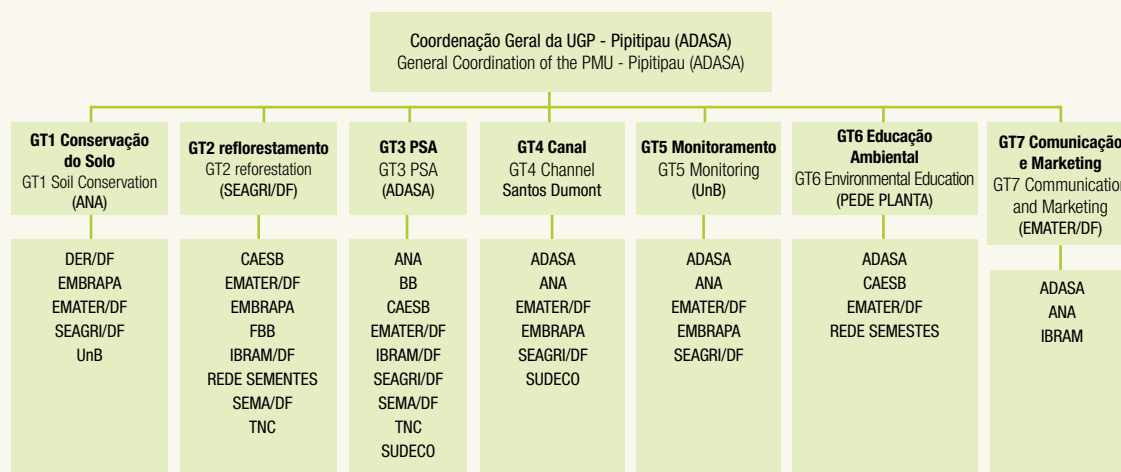 Coordenação Geral da UGP - Pipitipau (ADASA)
General Coordination of the PMU - Pipitipau (ADASA)
GT1 Conservação
do Solo
GT1 Soil Conservation
(ANA)
DER/DF
EMBRAPA
EMATER/DF
SEAGRI/DF
UnB
GT2 reflorestamento
GT2 reforestation
(SEAGRI/DF)
CAESB
EMATER/DF
EMBRAPA
FBB
IBRAM/DF
REDE SEMENTES
SEMA/DF
TNC
GT3 PSA
GT3 PSA
(ADASA)
ANA
BB
CAESB
EMATER/DF
IBRAM/DF
SEAGRI/DF
SEMA/DF
TNC
SUDECO
GT4 Canal
GT4 Channel
Santos Dumont
ADASA
ANA
EMATER/DF
EMBRAPA
SEAGRI/DF
SUDECO
GT5 Monitoramento
GT5 Monitoring
(UnB)
ADASA
ANA
EMATER/DF
EMBRAPA
SEAGRI/DF
GT6 Educação
Ambiental
GT6 Environmental Education
(PEDE PLANTA)
ADASA
CAESB
EMATER/DF
REDE SEMESTES
GT7 Comunicação
e Marketing
GT7 Communication
and Marketing
(EMATER/DF)
ADASA
ANA
IBRAM